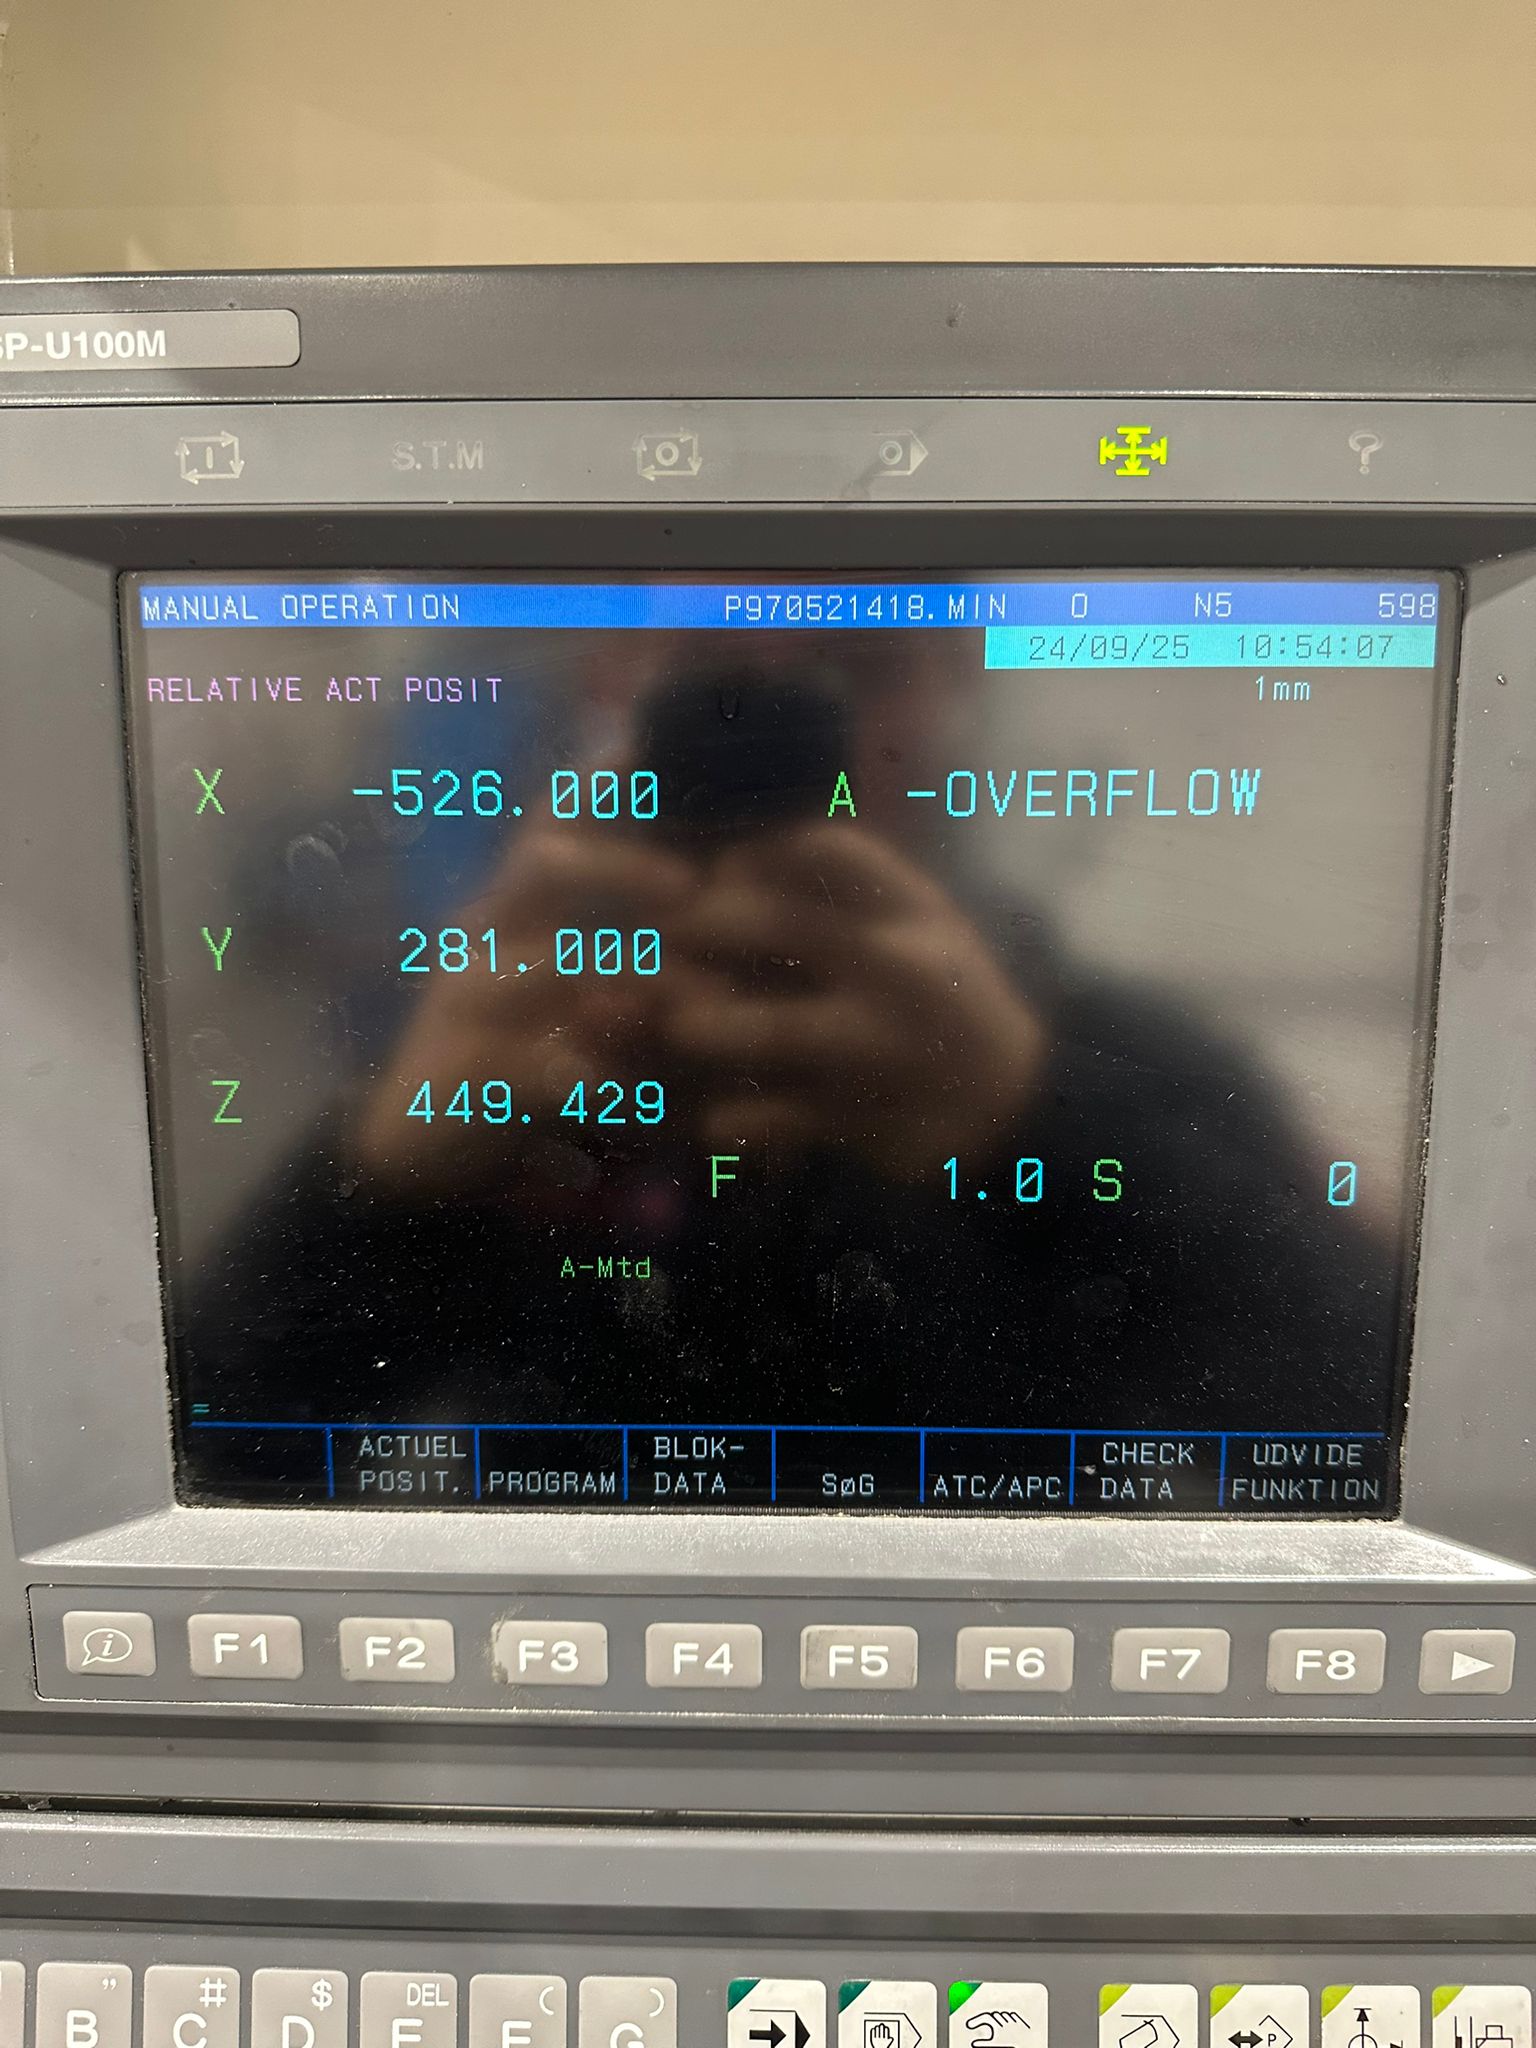 SP-U100M
S.T.M
MANUAL OPERATION P970521418.MIN O N5 598
24/09/25 10:54:07
RELATIVE ACT POSIT 1mm
X -526.000 A -OVERFLOW
Y 281.000
Z 449.429
F 1.0 S 0
A-Mtd
=
ACTUEL POSIT.
PROGRAM
BLOK-DATA
SøG
ATC/APC
CHECK DATA
UDVIDE FUNKTION
F1 F2 F3 F4 F5 F6 F7 F8
" # $ DEL ( )
B C D E F G
P